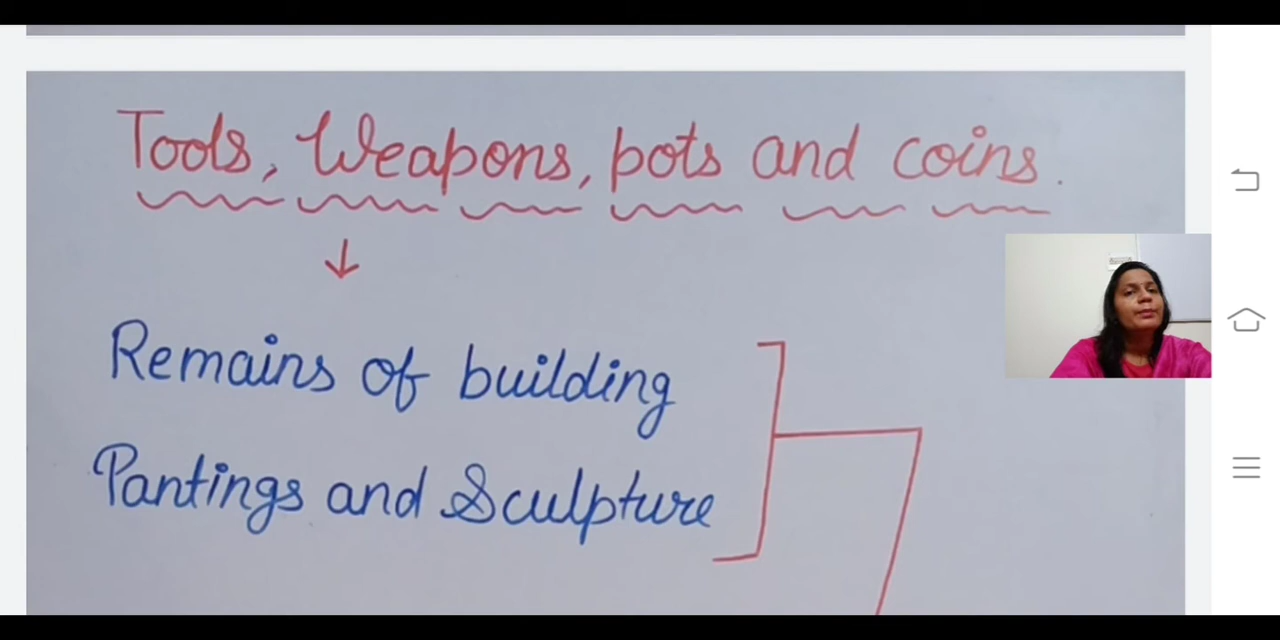 Tools, Weapons, pots and coins.
Remains of building
Pantings and Sculpture